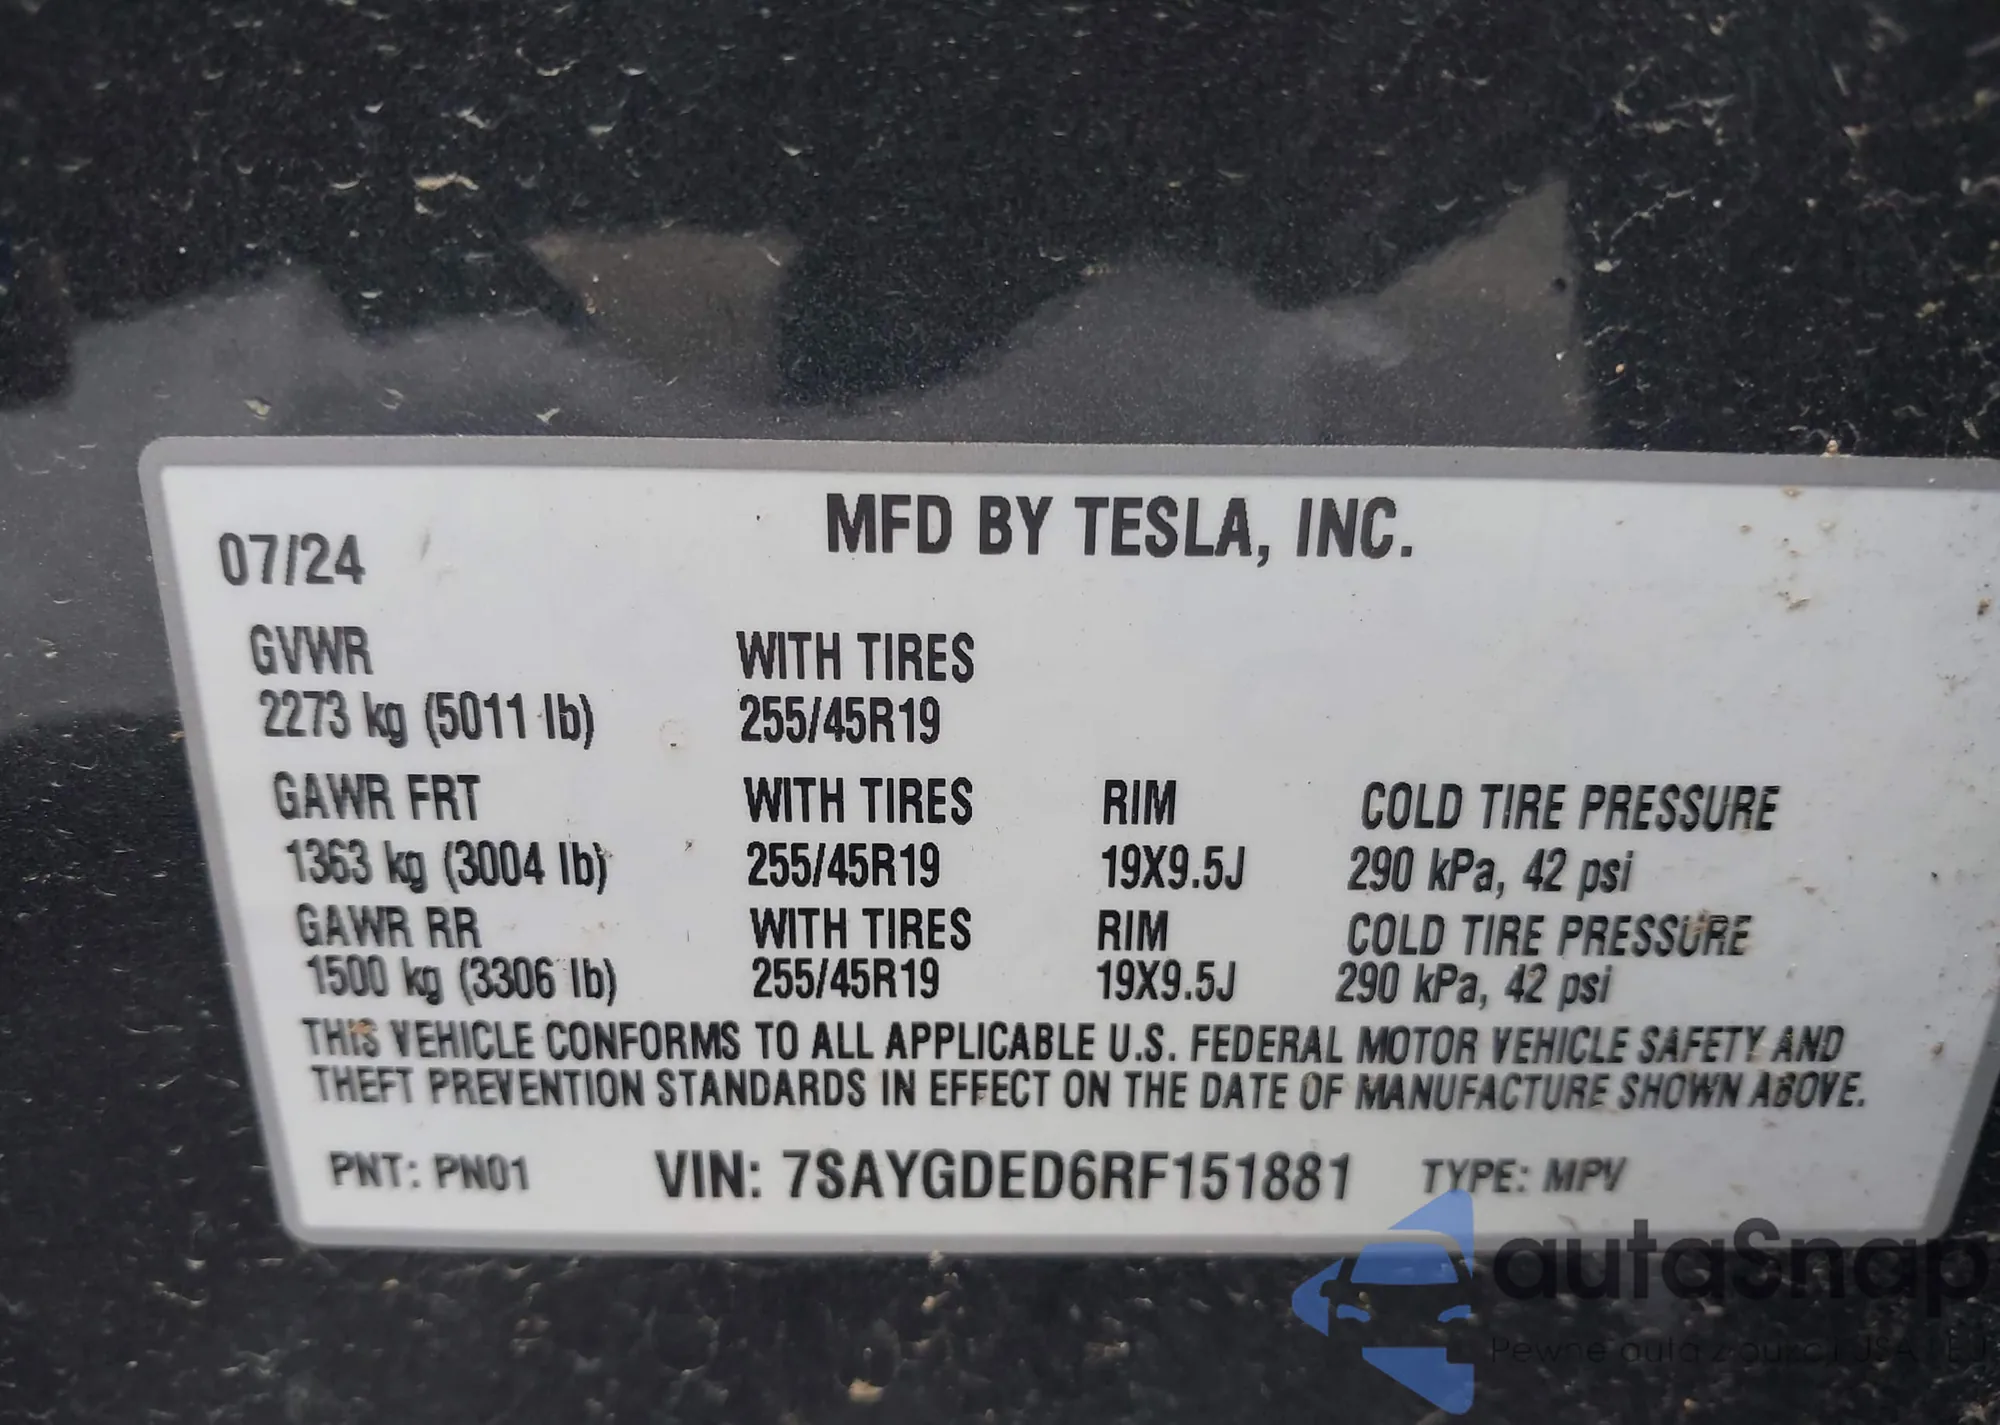 MFD BY TESLA, INC.
07/24
GVWR WITH TIRES
2273 kg (5011 lb) 255/45R19
GAWR FRT WITH TIRES RIM COLD TIRE PRESSURE
1363 kg (3004 lb) 255/45R19 19X9.5J 290 kPa, 42 psi
GAWR RR WITH TIRES RIM COLD TIRE PRESSURE
1500 kg (3306 lb) 255/45R19 19X9.5J 290 kPa, 42 psi
THIS VEHICLE CONFORMS TO ALL APPLICABLE U.S. FEDERAL MOTOR VEHICLE SAFETY AND
THEFT PREVENTION STANDARDS IN EFFECT ON THE DATE OF MANUFACTURE SHOWN ABOVE.
PNT: PN01 VIN: 7SAYGDED6RF151881 TYPE: MPV
autaSnap
Pewne auta z